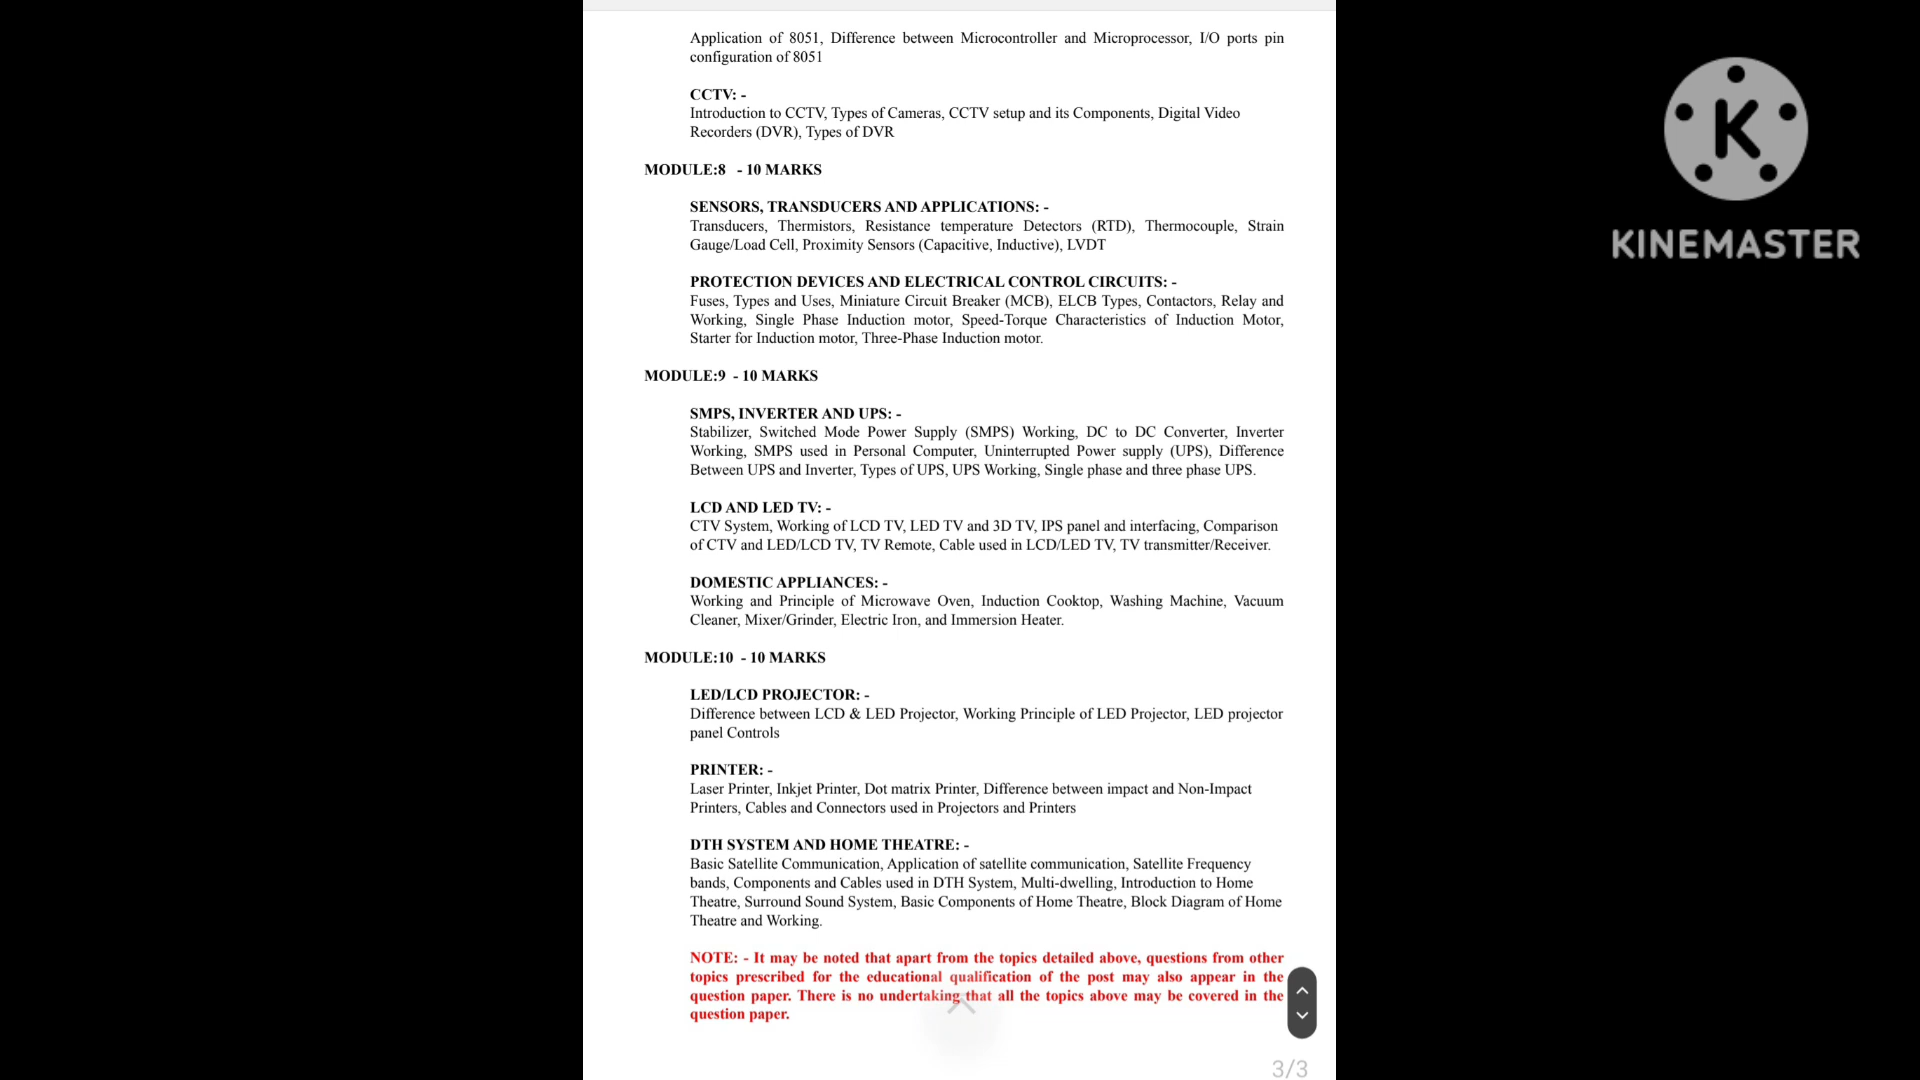 Application of 8051, Difference between Microcontroller and Microprocessor, I/O ports pin
configuration of 8051
CCTV: -
Introduction to CCTV, Types of Cameras, CCTV setup and its Components, Digital Video
Recorders (DVR), Types of DVR
MODULE:8 - 10 MARKS
SENSORS, TRANSDUCERS AND APPLICATIONS: -
Transducers, Thermistors, Resistance temperature Detectors (RTD), Thermocouple, Strain
Gauge/Load Cell, Proximity Sensors (Capacitive, Inductive), LVDT
PROTECTION DEVICES AND ELECTRICAL CONTROL CIRCUITS: -
Fuses, Types and Uses, Miniature Circuit Breaker (MCB), ELCB Types, Contactors, Relay and
Working, Single Phase Induction motor, Speed-Torque Characteristics of Induction Motor,
Starter for Induction motor, Three-Phase Induction motor.
MODULE:9 - 10 MARKS
SMPS, INVERTER AND UPS: -
Stabilizer, Switched Mode Power Supply (SMPS) Working, DC to DC Converter, Inverter
Working, SMPS used in Personal Computer, Uninterrupted Power supply (UPS), Difference
Between UPS and Inverter, Types of UPS, UPS Working, Single phase and three phase UPS.
LCD AND LED TV: -
CTV System, Working of LCD TV, LED TV and 3D TV, IPS panel and interfacing, Comparison
of CTV and LED/LCD TV, TV Remote, Cable used in LCD/LED TV, TV transmitter/Receiver.
DOMESTIC APPLIANCES: -
Working and Principle of Microwave Oven, Induction Cooktop, Washing Machine, Vacuum
Cleaner, Mixer/Grinder, Electric Iron, and Immersion Heater.
MODULE:10 - 10 MARKS
LED/LCD PROJECTOR: -
Difference between LCD & LED Projector, Working Principle of LED Projector, LED projector
panel Controls
PRINTER: -
Laser Printer, Inkjet Printer, Dot matrix Printer, Difference between impact and Non-Impact
Printers, Cables and Connectors used in Projectors and Printers
DTH SYSTEM AND HOME THEATRE: -
Basic Satellite Communication, Application of satellite communication, Satellite Frequency
bands, Components and Cables used in DTH System, Multi-dwelling, Introduction to Home
Theatre, Surround Sound System, Basic Components of Home Theatre, Block Diagram of Home
Theatre and Working.
NOTE: - It may be noted that apart from the topics detailed above, questions from other
topics prescribed for the educational qualification of the post may also appear in the
question paper. There is no undertaking that all the topics above may be covered in the
question paper.
3/3
K
KINEMASTER